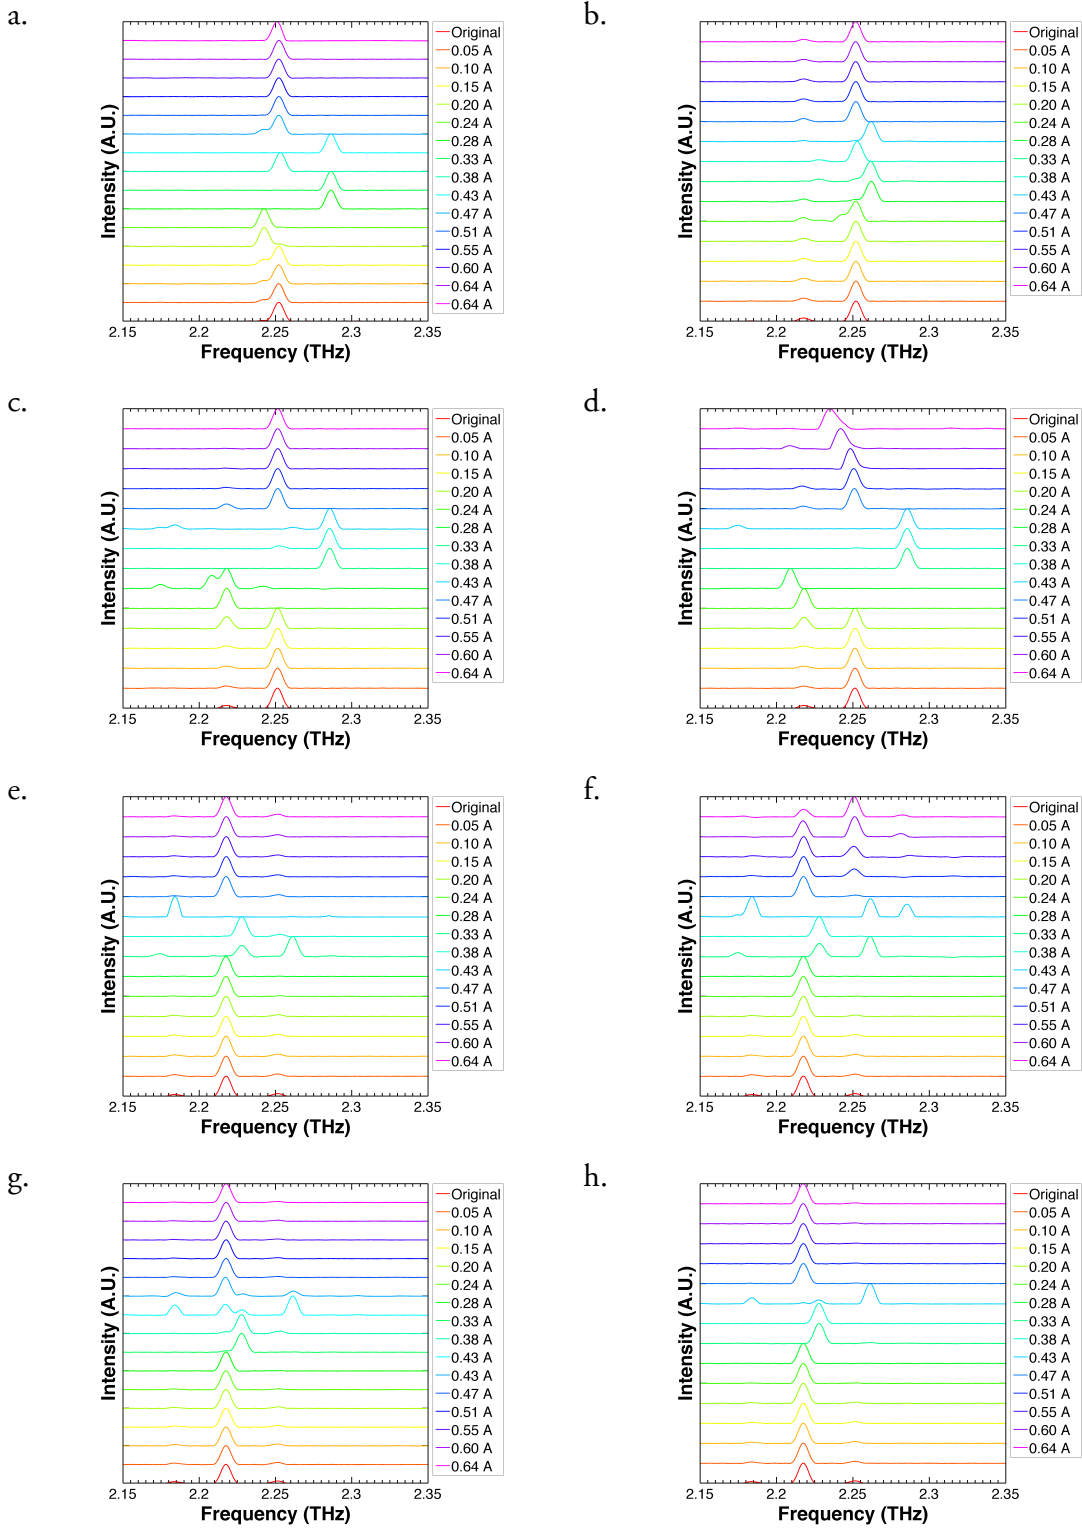 a.
Intensity (A.U.)
2.15 2.2 2.25 2.3 2.35
Frequency (THz)
Original
0.05 A
0.10 A
0.15 A
0.20 A
0.24 A
0.28 A
0.33 A
0.38 A
0.43 A
0.47 A
0.51 A
0.55 A
0.60 A
0.64 A
0.64 A
b.
Intensity (A.U.)
2.15 2.2 2.25 2.3 2.35
Frequency (THz)
Original
0.05 A
0.10 A
0.15 A
0.20 A
0.24 A
0.28 A
0.33 A
0.38 A
0.43 A
0.47 A
0.51 A
0.55 A
0.60 A
0.64 A
c.
Intensity (A.U.)
2.15 2.2 2.25 2.3 2.35
Frequency (THz)
Original
0.05 A
0.10 A
0.15 A
0.20 A
0.24 A
0.28 A
0.33 A
0.38 A
0.43 A
0.47 A
0.51 A
0.55 A
0.60 A
0.64 A
d.
Intensity (A.U.)
2.15 2.2 2.25 2.3 2.35
Frequency (THz)
Original
0.05 A
0.10 A
0.15 A
0.20 A
0.24 A
0.28 A
0.33 A
0.38 A
0.43 A
0.47 A
0.51 A
0.55 A
0.60 A
0.64 A
e.
Intensity (A.U.)
2.15 2.2 2.25 2.3 2.35
Frequency (THz)
Original
0.05 A
0.10 A
0.15 A
0.20 A
0.24 A
0.28 A
0.33 A
0.38 A
0.43 A
0.47 A
0.51 A
0.55 A
0.60 A
0.64 A
f.
Intensity (A.U.)
2.15 2.2 2.25 2.3 2.35
Frequency (THz)
Original
0.05 A
0.10 A
0.15 A
0.20 A
0.24 A
0.28 A
0.33 A
0.38 A
0.43 A
0.47 A
0.51 A
0.55 A
0.60 A
0.64 A
g.
Intensity (A.U.)
2.15 2.2 2.25 2.3 2.35
Frequency (THz)
Original
0.05 A
0.10 A
0.15 A
0.20 A
0.24 A
0.28 A
0.33 A
0.38 A
0.43 A
0.43 A
0.47 A
0.51 A
0.55 A
0.60 A
0.64 A
h.
Intensity (A.U.)
2.15 2.2 2.25 2.3 2.35
Frequency (THz)
Original
0.05 A
0.10 A
0.15 A
0.20 A
0.24 A
0.28 A
0.33 A
0.38 A
0.43 A
0.47 A
0.51 A
0.55 A
0.60 A
0.64 A